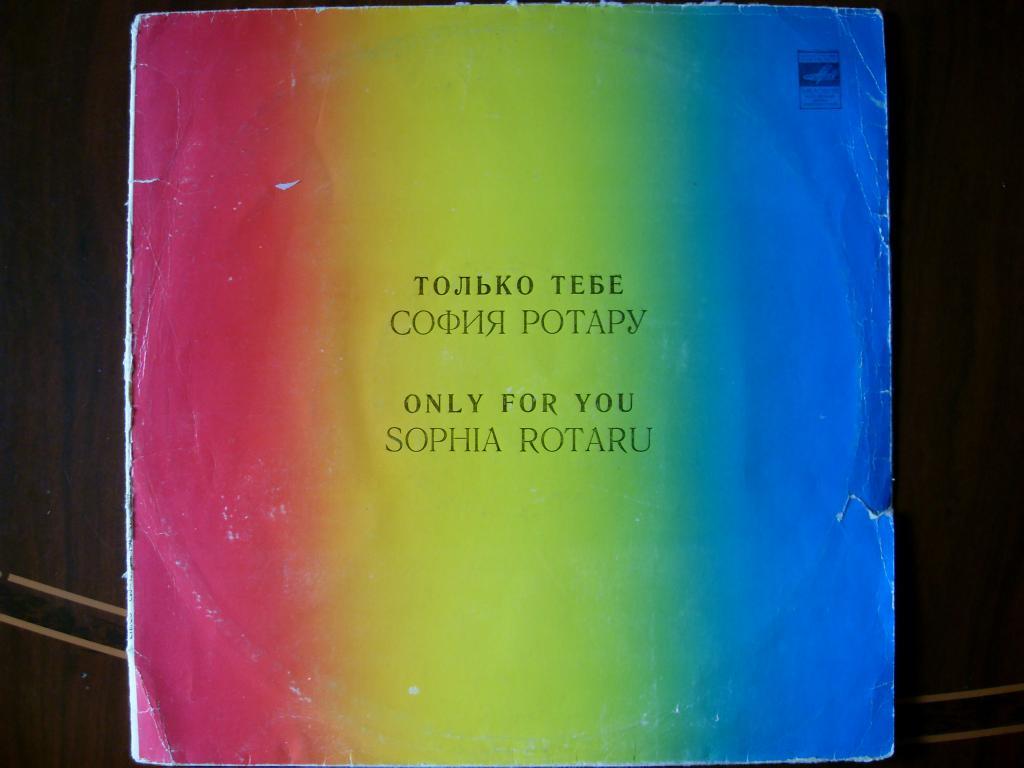 ТОЛЬКО ТЕБЕ
СОФИЯ РОТАРУ
ONLY FOR YOU
SOPHIA ROTARU